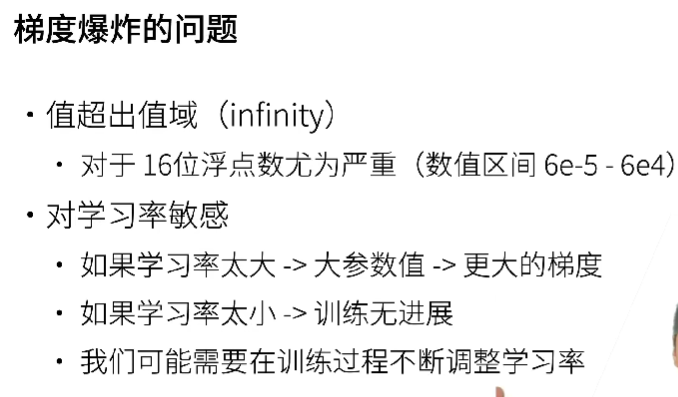 梯度爆炸的问题
• 值超出值域（infinity）
• 对于 16位浮点数尤为严重（数值区间 6e-5 - 6e4）
• 对学习率敏感
• 如果学习率太大 -> 大参数值 -> 更大的梯度
• 如果学习率太小 -> 训练无进展
• 我们可能需要在训练过程不断调整学习率